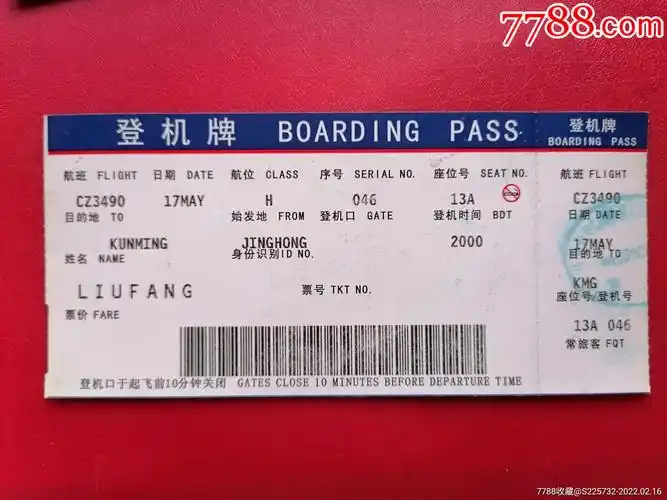 7788.com
登机牌 BOARDING PASS
登机牌
BOARDING PASS
航班 FLIGHT 日期 DATE 航位 CLASS 序号 SERIAL NO. 座位号 SEAT NO.
CZ3490 17MAY H 046 13A
目的地 TO 始发地 FROM 登机口 GATE 登机时间 BDT
KUNMING JINGHONG 2000
姓名 NAME 身份识别ID NO.
LIUFANG 票号 TKT NO.
票价 FARE
登机口于起飞前10分钟关闭 GATES CLOSE 10 MINUTES BEFORE DEPARTURE TIME
航班 FLIGHT
CZ3490
日期 DATE
17MAY
目的地 TO
KMG
座位号/登机号
13A 046
常旅客 FQT
7788收藏@S225732-2022.02.16